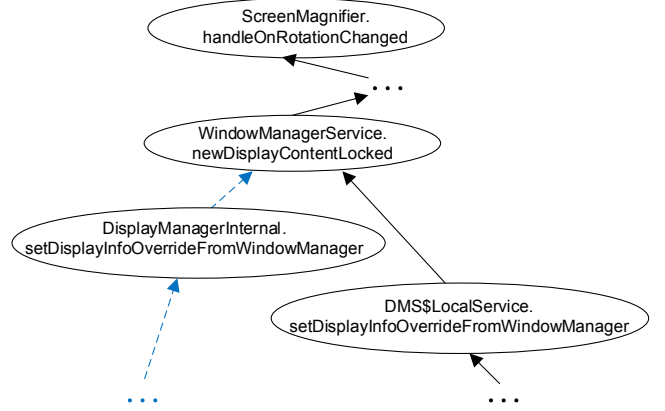 ScreenMagnifier.
handleOnRotationChanged
...
WindowManagerService.
newDisplayContentLocked
DisplayManagerInternal.
setDisplayInfoOverrideFromWindowManager
DMS$LocalService.
setDisplayInfoOverrideFromWindowManager
...
...